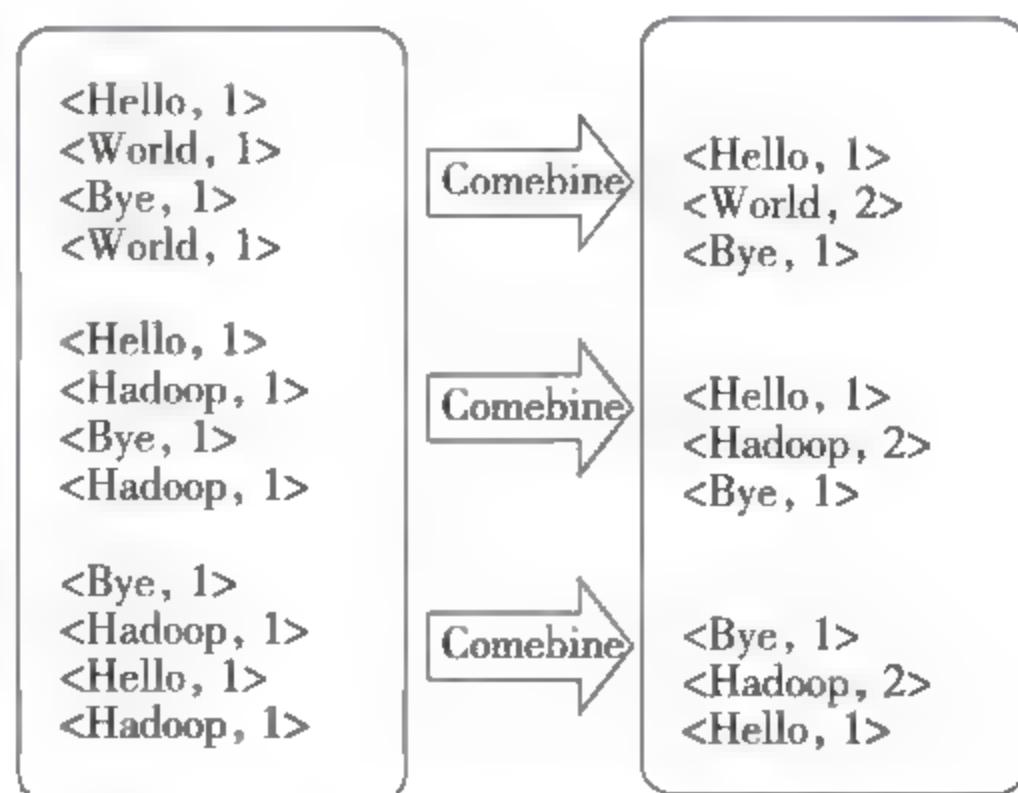 <Hello, 1>
<World, 1>
<Bye, 1>
<World, 1>
Comebine
<Hello, 1>
<World, 2>
<Bye, 1>
<Hello, 1>
<Hadoop, 1>
<Bye, 1>
<Hadoop, 1>
Comebine
<Hello, 1>
<Hadoop, 2>
<Bye, 1>
<Bye, 1>
<Hadoop, 1>
<Hello, 1>
<Hadoop, 1>
Comebine
<Bye, 1>
<Hadoop, 2>
<Hello, 1>